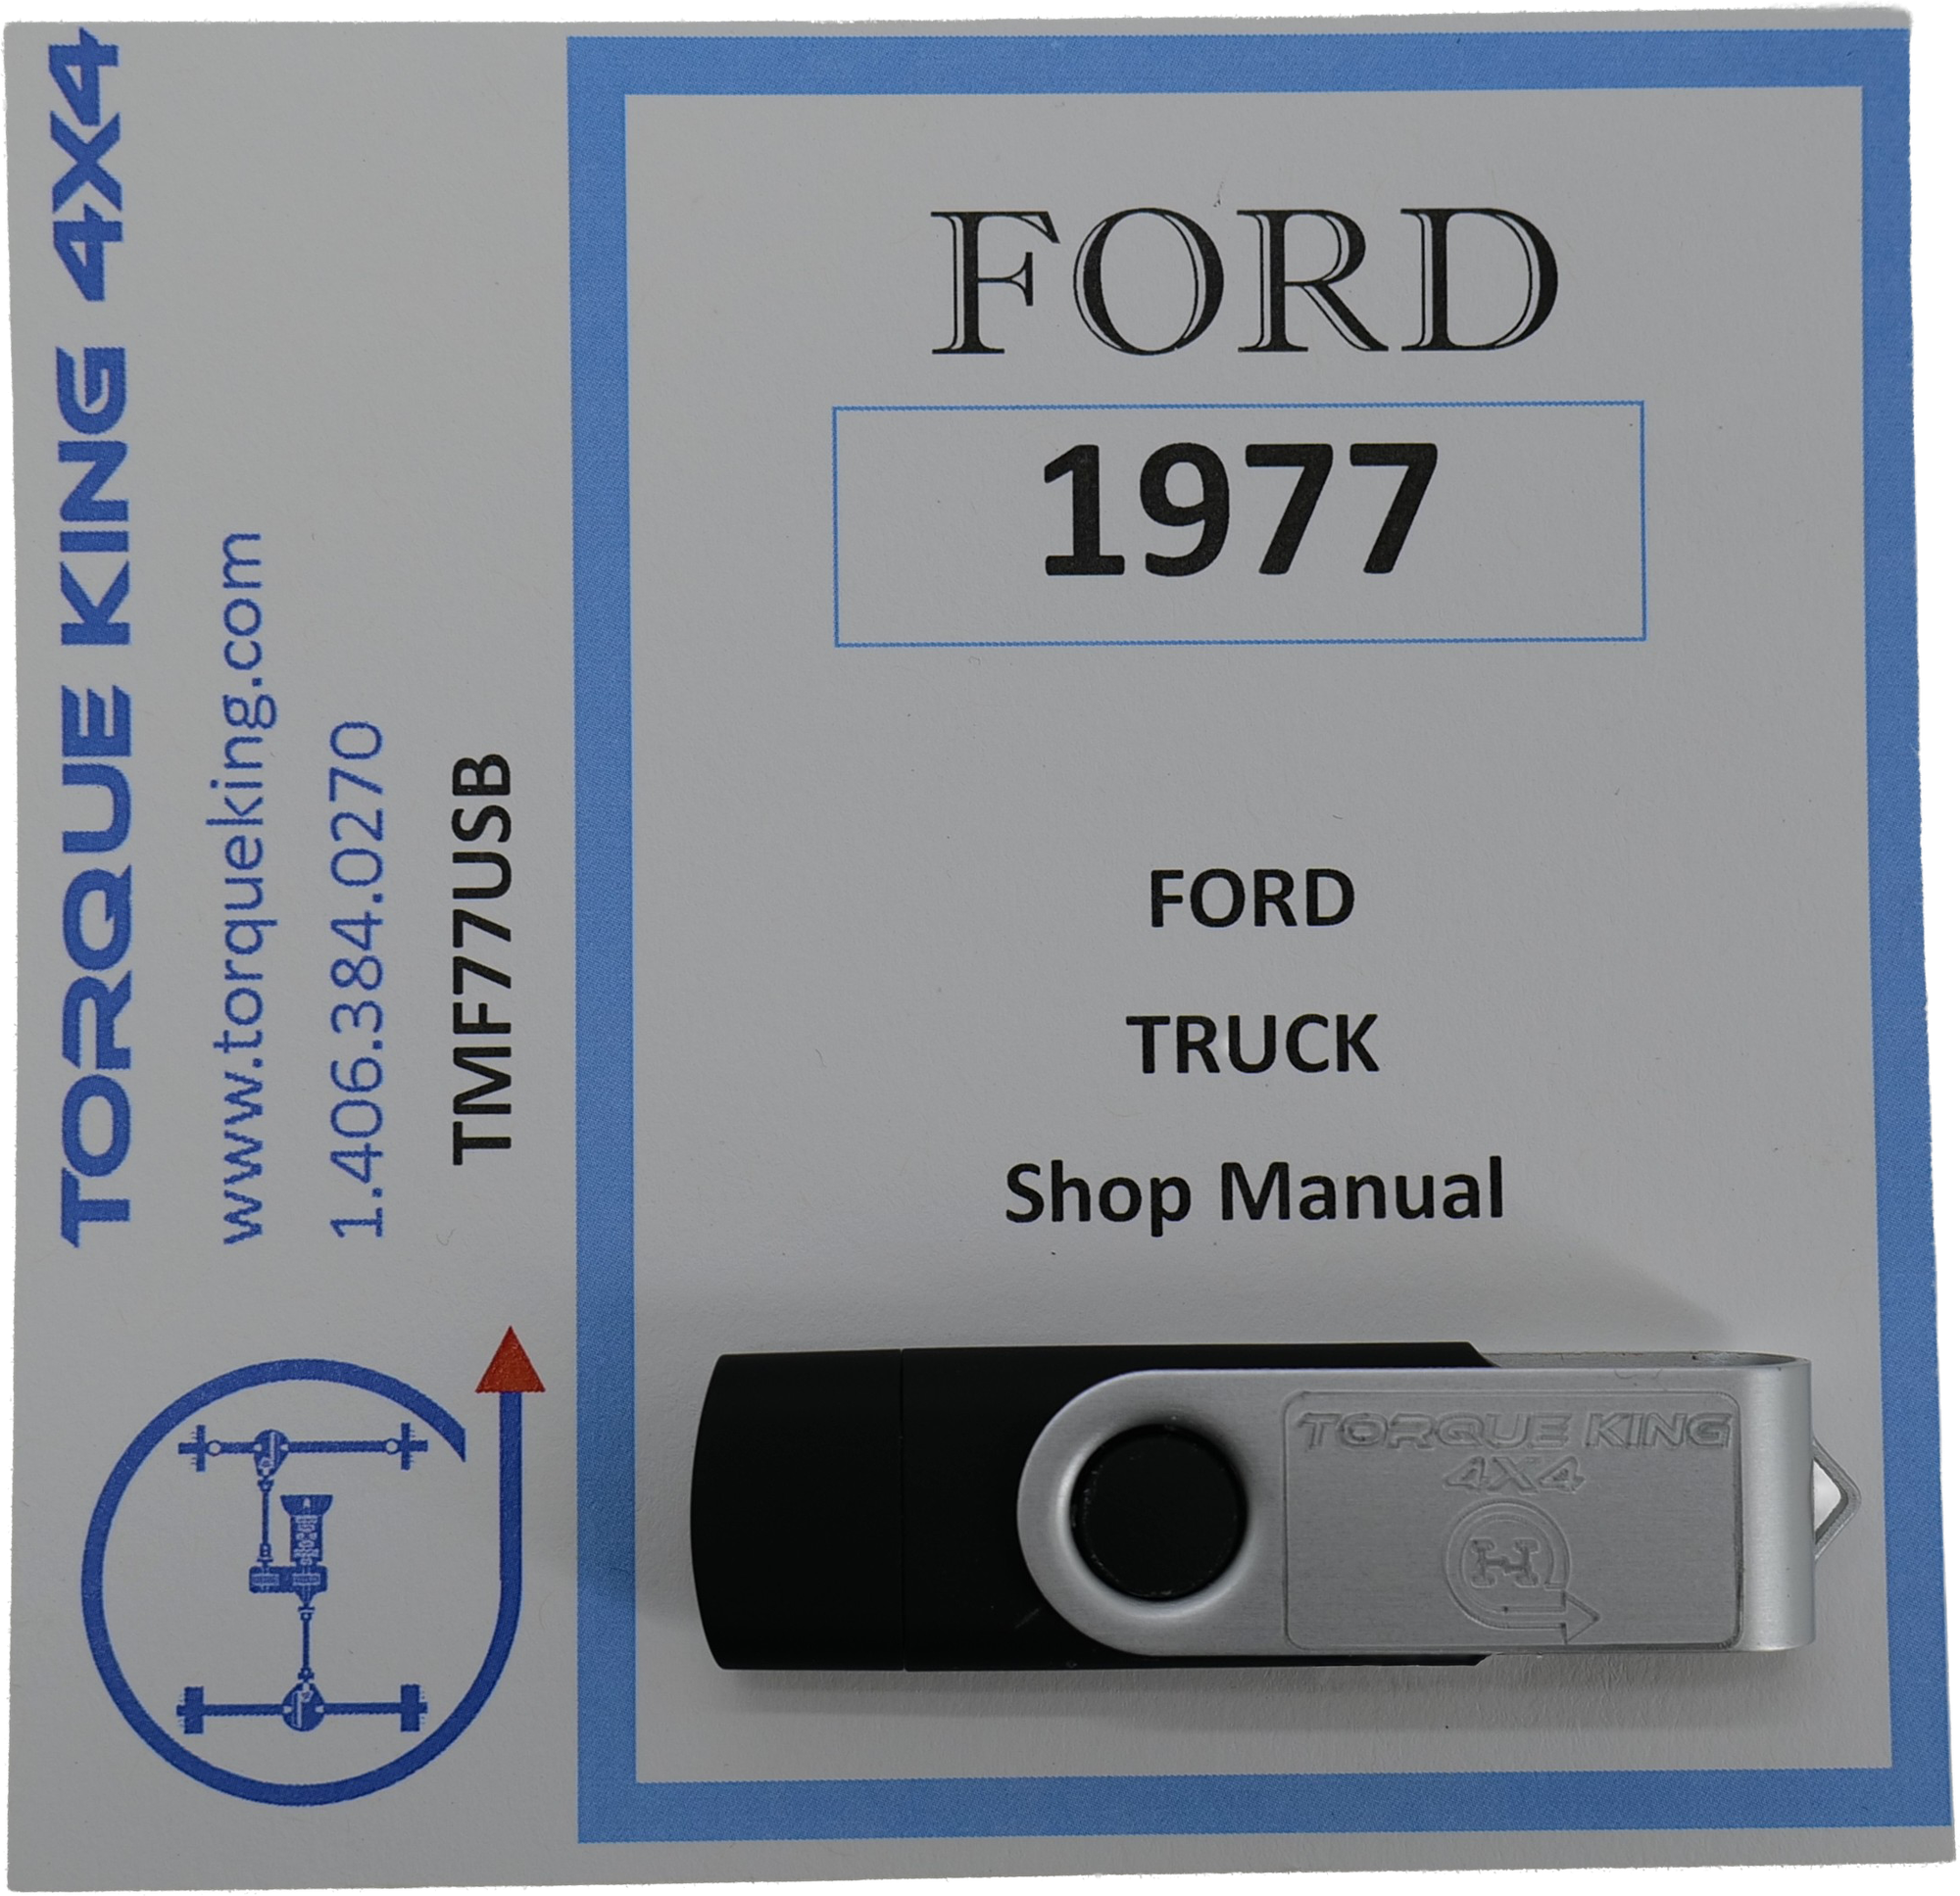 TORQUE KING 4X4
www.torqueking.com
1.406.384.0270
TMF77USB
FORD
1977
FORD
TRUCK
Shop Manual
TORQUE KING
4X4